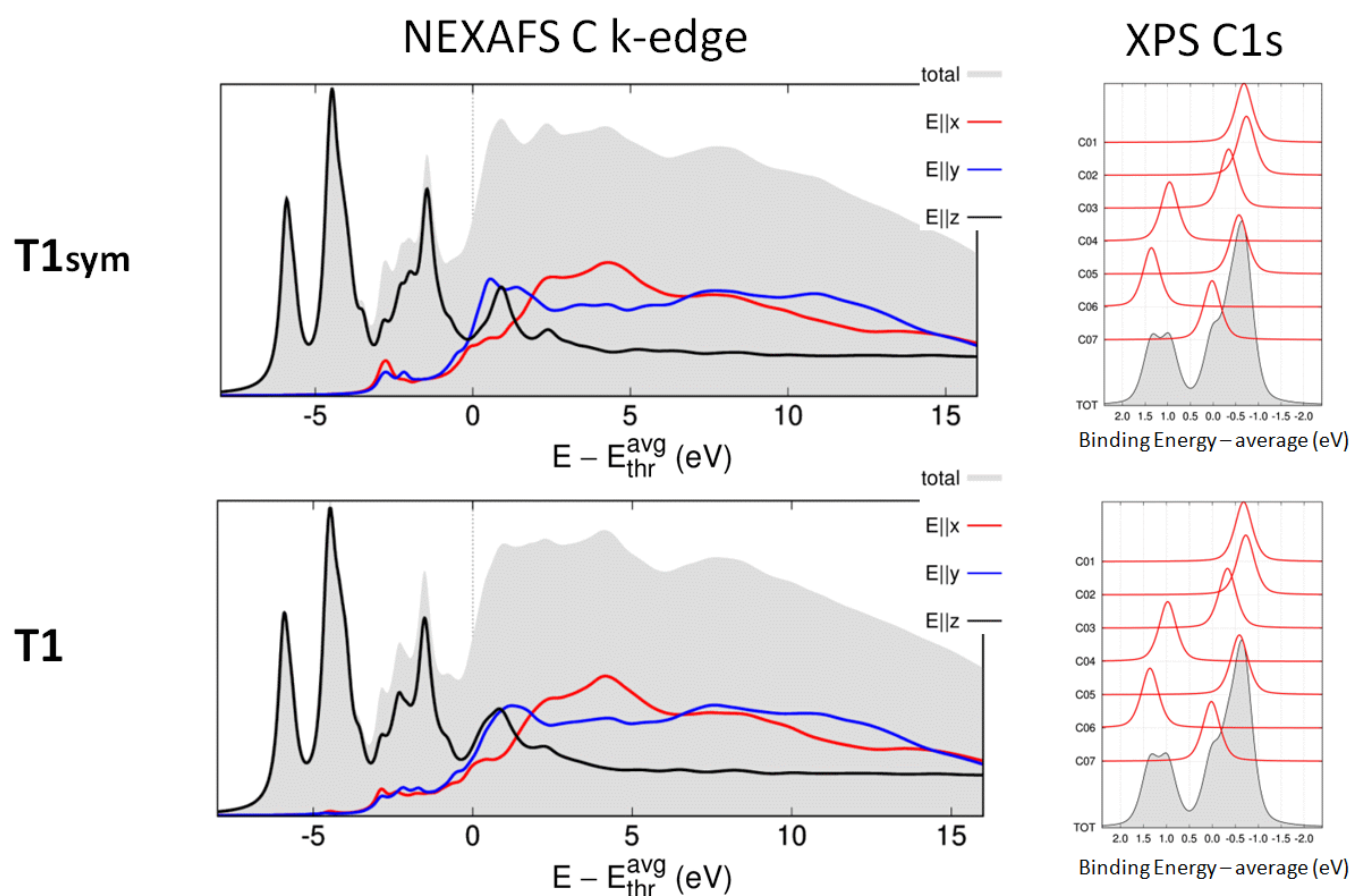 NEXAFS C k-edge
XPS C1s
T1sym
total
E||x
E||y
E||z
-5 0 5 10 15
E − E avg thr (eV)
C01
C02
C03
C04
C05
C06
C07
TOT
2.0 1.5 1.0 0.5 0.0 -0.5 -1.0 -1.5 -2.0
Binding Energy – average (eV)
T1
total
E||x
E||y
E||z
-5 0 5 10 15
E − E avg thr (eV)
C01
C02
C03
C04
C05
C06
C07
TOT
2.0 1.5 1.0 0.5 0.0 -0.5 -1.0 -1.5 -2.0
Binding Energy – average (eV)